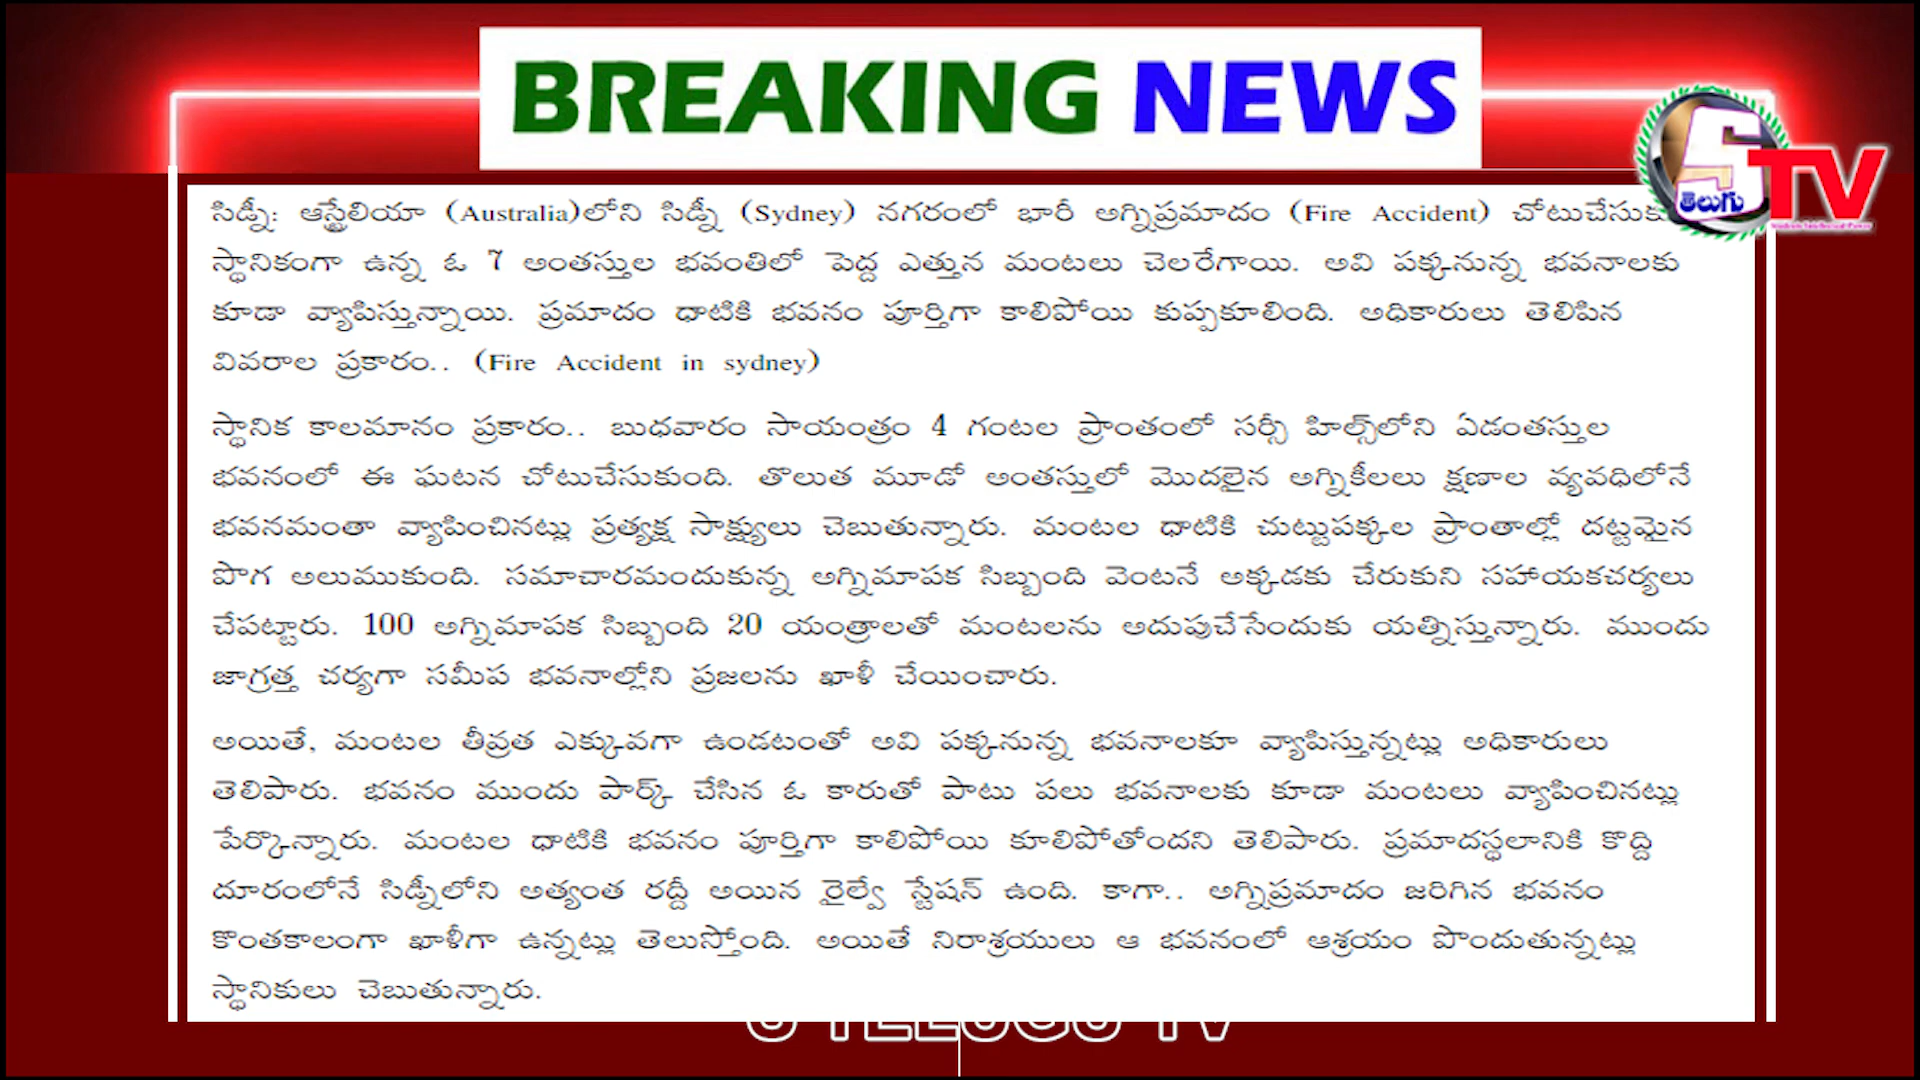 BREAKING NEWS
S TV
తెలుగు
సిడ్నీ: ఆస్ట్రేలియా (Australia)లోని సిడ్నీ (Sydney) నగరంలో భారీ అగ్నిప్రమాదం (Fire Accident)
స్థానికంగా ఉన్న ఓ 7 అంతస్తుల భవంతిలో పెద్ద ఎత్తున మంటలు చెలరేగాయి. అవి పక్కనున్న భవనాలకు
కూడా వ్యాపిస్తున్నాయి. ప్రమాదం ధాటికి భవనం పూర్తిగా కాలిపోయి కుప్పకూలింది. అధికారులు తెలిపిన
వివరాల ప్రకారం.. (Fire Accident in sydney)
స్థానిక కాలమానం ప్రకారం.. బుధవారం సాయంత్రం 4 గంటల ప్రాంతంలో సర్సీ హిల్స్‌లోని ఏడంతస్తుల
భవనంలో ఈ ఘటన చోటుచేసుకుంది. తొలుత మూడో అంతస్తులో మొదలైన అగ్నికీలలు క్షణాల వ్యవధిలోనే
భవనమంతా వ్యాపించినట్లు ప్రత్యక్ష సాక్ష్యులు చెబుతున్నారు. మంటల ధాటికి చుట్టుపక్కల ప్రాంతాల్లో దట్టమైన
పొగ అలుముకుంది. సమాచారమందుకున్న అగ్నిమాపక సిబ్బంది వెంటనే అక్కడకు చేరుకుని సహాయకచర్యలు
చేపట్టారు. 100 అగ్నిమాపక సిబ్బంది 20 యంత్రాలతో మంటలను అదుపుచేసేందుకు యత్నిస్తున్నారు. ముందు
జాగ్రత్త చర్యగా సమీప భవనాల్లోని ప్రజలను ఖాళీ చేయించారు.
అయితే, మంటల తీవ్రత ఎక్కువగా ఉండటంతో అవి పక్కనున్న భవనాలకూ వ్యాపిస్తున్నట్లు అధికారులు
తెలిపారు. భవనం ముందు పార్క్ చేసిన ఓ కారుతో పాటు పలు భవనాలకు కూడా మంటలు వ్యాపించినట్లు
పేర్కొన్నారు. మంటల ధాటికి భవనం పూర్తిగా కాలిపోయి కూలిపోతోందని తెలిపారు. ప్రమాదస్థలానికి కొద్ది
దూరంలోనే సిడ్నీలోని అత్యంత రద్దీ అయిన రైల్వే స్టేషన్ ఉంది. కాగా.. అగ్నిప్రమాదం జరిగిన భవనం
కొంతకాలంగా ఖాళీగా ఉన్నట్లు తెలుస్తోంది. అయితే నిరాశ్రయులు ఆ భవనంలో ఆశ్రయం పొందుతున్నట్లు
స్థానికులు చెబుతున్నారు.
S TELUGU TV